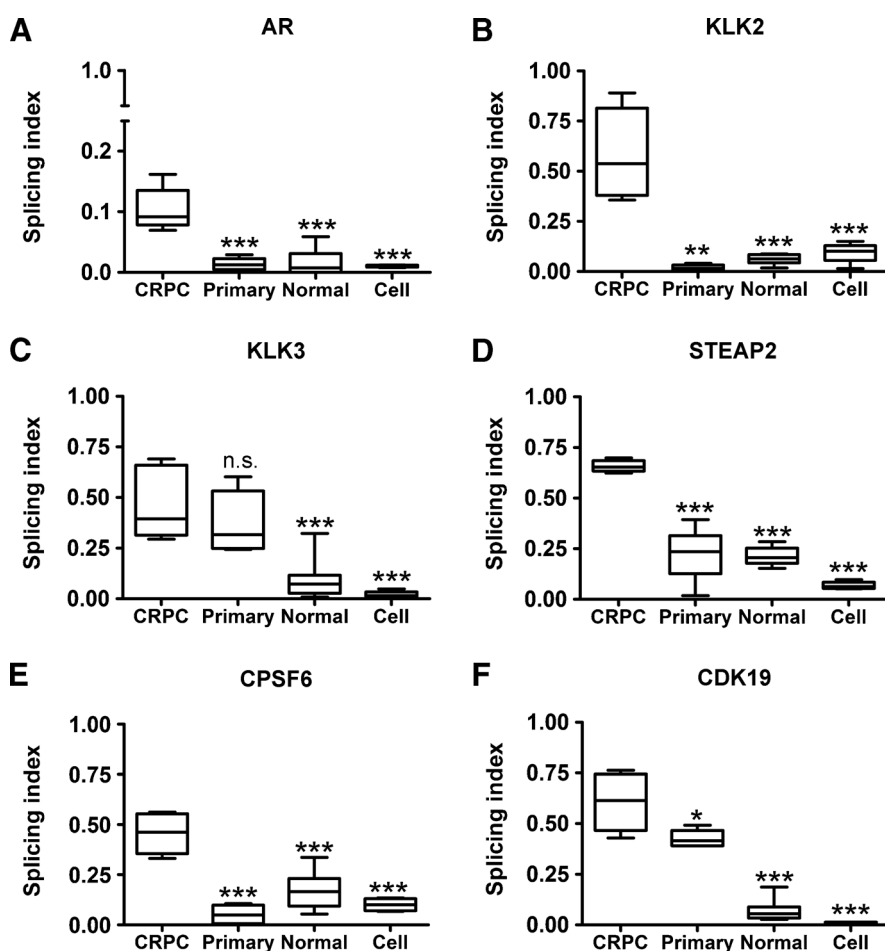 A
AR
Splicing index
1.0
0.2
0.1
0.0
***
***
***
CRPC Primary Normal Cell
B
KLK2
Splicing index
1.00
0.75
0.50
0.25
0.00
**
***
***
CRPC Primary Normal Cell
C
KLK3
Splicing index
1.00
0.75
0.50
0.25
0.00
n.s.
***
***
CRPC Primary Normal Cell
D
STEAP2
Splicing index
1.00
0.75
0.50
0.25
0.00
***
***
***
CRPC Primary Normal Cell
E
CPSF6
Splicing index
1.00
0.75
0.50
0.25
0.00
***
***
***
CRPC Primary Normal Cell
F
CDK19
Splicing index
1.00
0.75
0.50
0.25
0.00
*
***
***
CRPC Primary Normal Cell